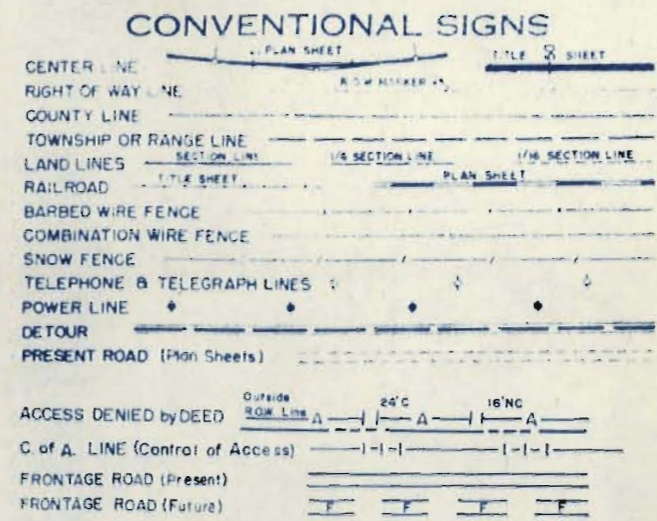 CONVENTIONAL SIGNS
CENTER LINE PLAN SHEET TITLE SHEET
RIGHT OF WAY LINE R.O.W MARKER
COUNTY LINE
TOWNSHIP OR RANGE LINE
LAND LINES SECTION LINE 1/4 SECTION LINE 1/16 SECTION LINE
RAILROAD TITLE SHEET PLAN SHEET
BARBED WIRE FENCE
COMBINATION WIRE FENCE
SNOW FENCE
TELEPHONE & TELEGRAPH LINES
POWER LINE
DETOUR
PRESENT ROAD (Plan Sheets)
Outside
ACCESS DENIED by DEED R.O.W. Line A 24'C A 16'NC A
C. of A. LINE (Control of Access)
FRONTAGE ROAD (Present)
FRONTAGE ROAD (Future) F F F F